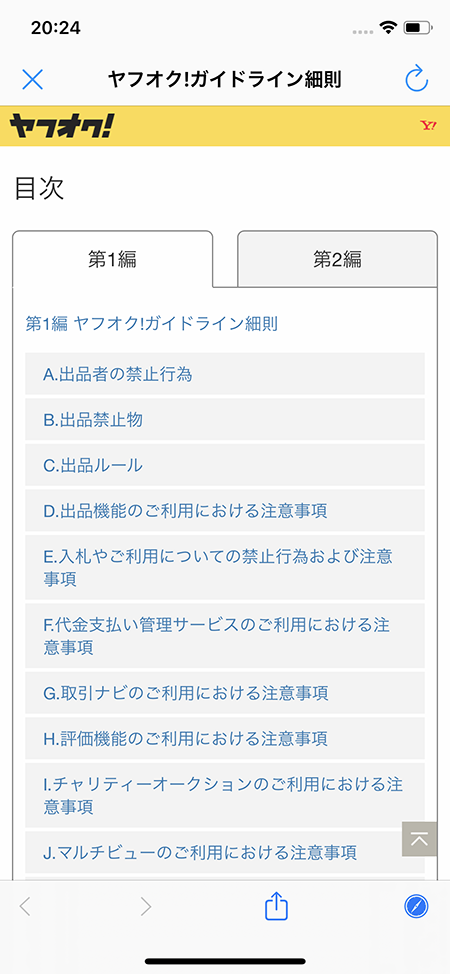 20:24
ヤフオク!ガイドライン細則
ヤフオク!
Y!
目次
第1編
第2編
第1編 ヤフオク!ガイドライン細則
A.出品者の禁止行為
B.出品禁止物
C.出品ルール
D.出品機能のご利用における注意事項
E.入札やご利用についての禁止行為および注意
事項
F.代金支払い管理サービスのご利用における注
意事項
G.取引ナビのご利用における注意事項
H.評価機能のご利用における注意事項
I.チャリティーオークションのご利用における注
意事項
J.マルチビューのご利用における注意事項